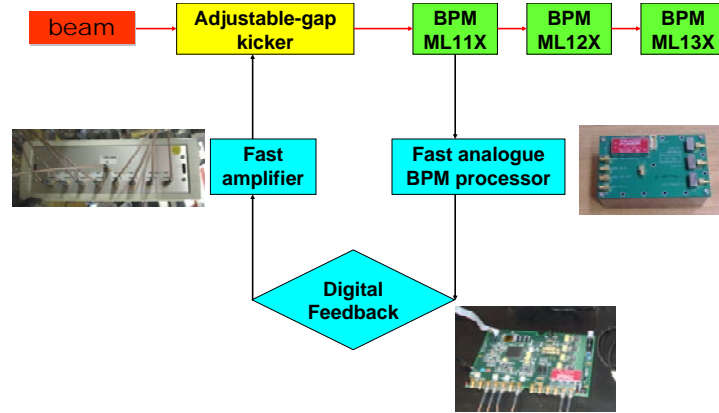 beam
Adjustable-gap
kicker
BPM
ML11X
BPM
ML12X
BPM
ML13X
Fast
amplifier
Fast analogue
BPM processor
Digital
Feedback